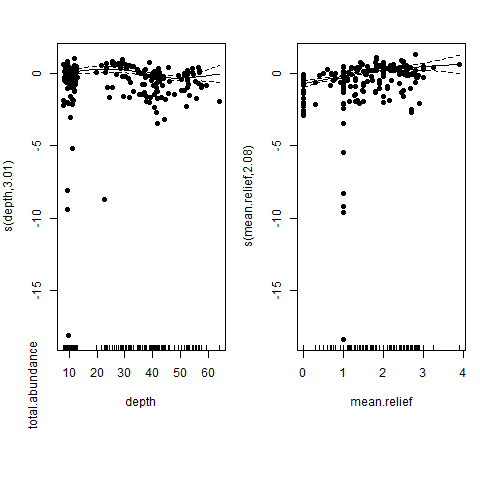 0
-5
-10
-15
s(depth,3.01)
total.abundance
10 20 30 40 50 60
depth
0
-5
-10
-15
s(mean.relief,2.08)
0 1 2 3 4
mean.relief